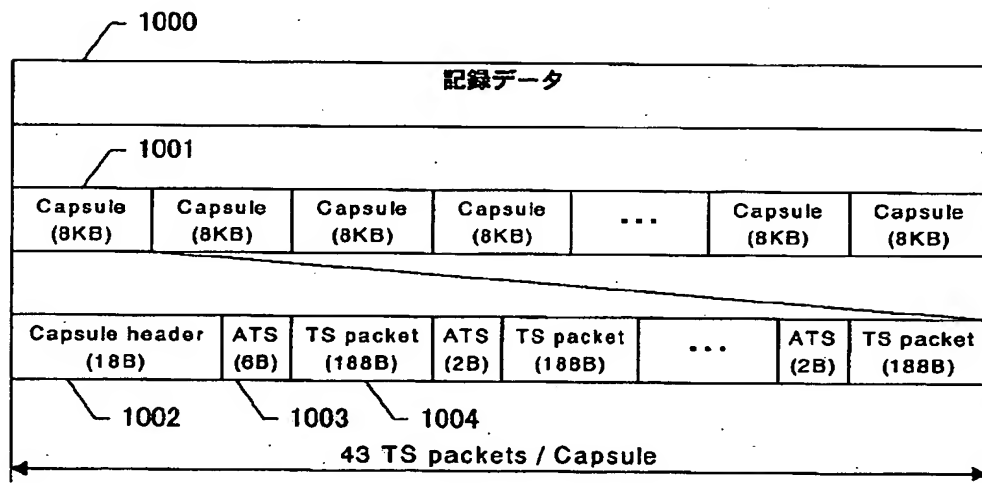 1000
記録データ
1001
Capsule (8KB)
Capsule (8KB)
Capsule (8KB)
Capsule (8KB)
...
Capsule (8KB)
Capsule (8KB)
Capsule header (18B)
ATS (6B)
TS packet (188B)
ATS (2B)
TS packet (188B)
...
ATS (2B)
TS packet (188B)
1002
1003
1004
43 TS packets / Capsule